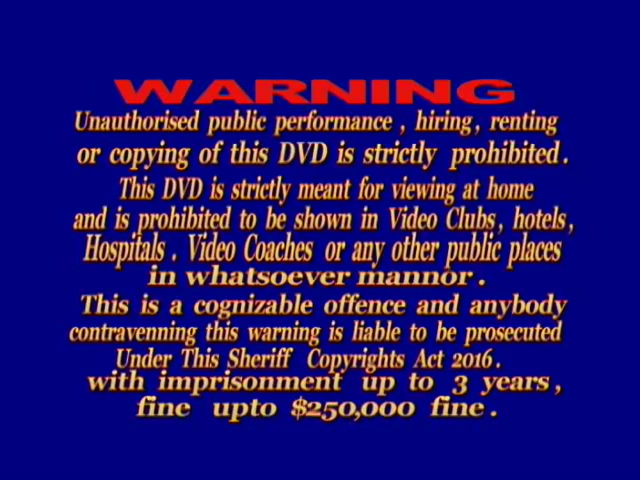 WARNING
Unauthorised public performance , hiring , renting
or copying of this DVD is strictly prohibited .
This DVD is strictly meant for viewing at home
and is prohibited to be shown in Video Clubs , hotels ,
Hospitals . Video Coaches or any other public places
in whatsoever mannor .
This is a cognizable offence and anybody
contravenning this warning is liable to be prosecuted
Under This Sheriff Copyrights Act 2016 .
with imprisonment up to 3 years ,
fine upto $250,000 fine .